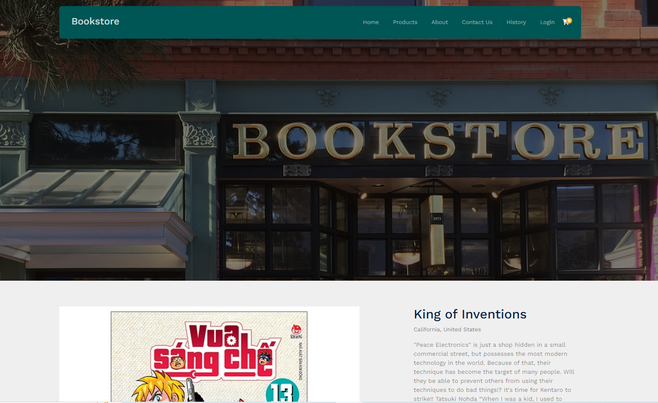 Bookstore
Home Products About Contact Us History Login
BOOKSTORE
King of Inventions
California, United States
"Peace Electronics" is just a shop hidden in a small
commercial street, but possesses the most modern
technology in the world. Because of that, their
technique has become the target of many people. Will
they be able to prevent others from using their
techniques to do bad things!? It's time for Kentaro to
strike! Tatsuki Nohda "When I was a kid, I used to
Vua
sáng chế
13